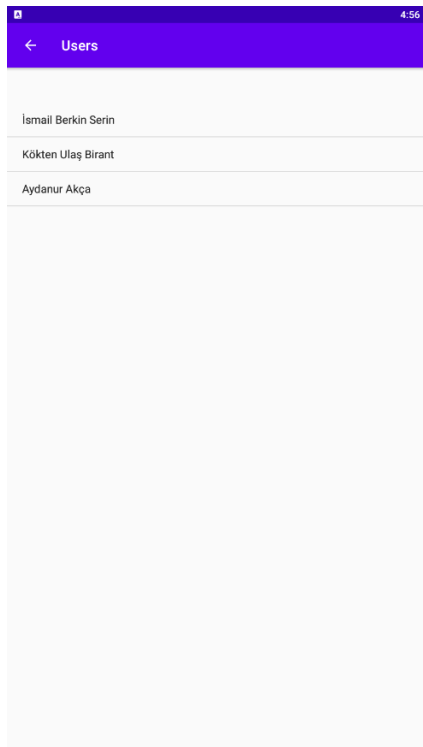 A 4:56
← Users
İsmail Berkin Serin
Kökten Ulaş Birant
Aydanur Akça